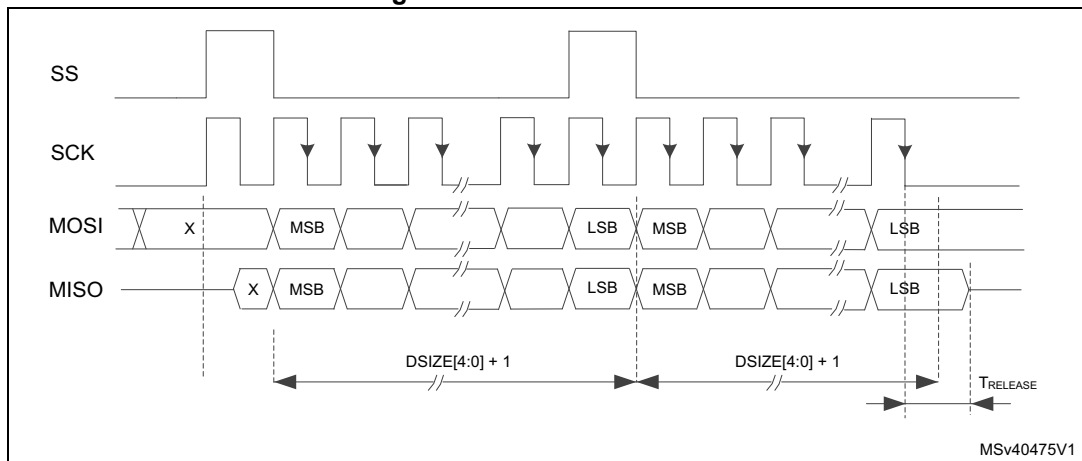 g
SS
SCK
MOSI X MSB LSB MSB LSB
MISO X MSB LSB MSB LSB
DSIZE[4:0] + 1 DSIZE[4:0] + 1
TRELEASE
MSv40475V1